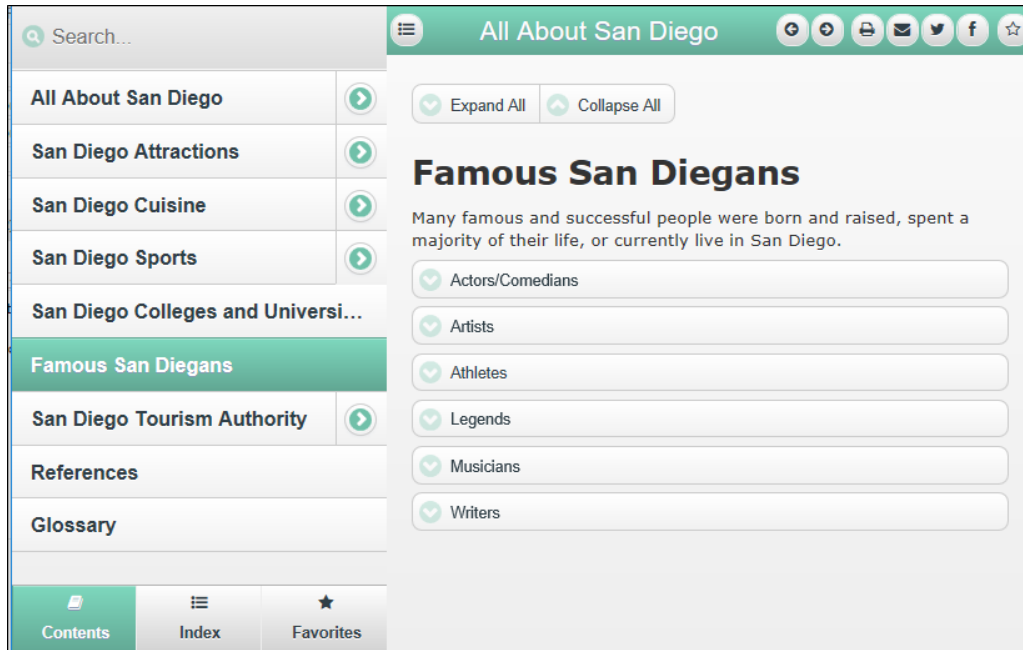 Search...
All About San Diego
San Diego Attractions
San Diego Cuisine
San Diego Sports
San Diego Colleges and Universi...
Famous San Diegans
San Diego Tourism Authority
References
Glossary
Contents
Index
Favorites
All About San Diego
Expand All
Collapse All
Famous San Diegans
Many famous and successful people were born and raised, spent a
majority of their life, or currently live in San Diego.
Actors/Comedians
Artists
Athletes
Legends
Musicians
Writers